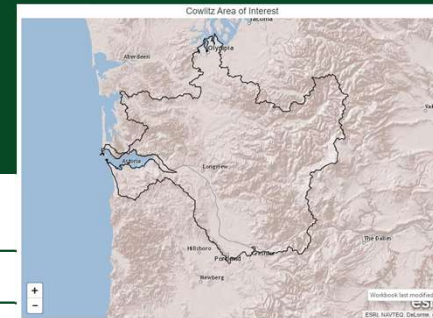 Cowlitz Area of Interest
Tacoma
Olympia
Aberdeen
Astoria
Longview
Hillsboro
Portland
The Dalles
Newberg
+
−
Workbook last modified
esri
ESRI, NAVTEQ, DeLorme,